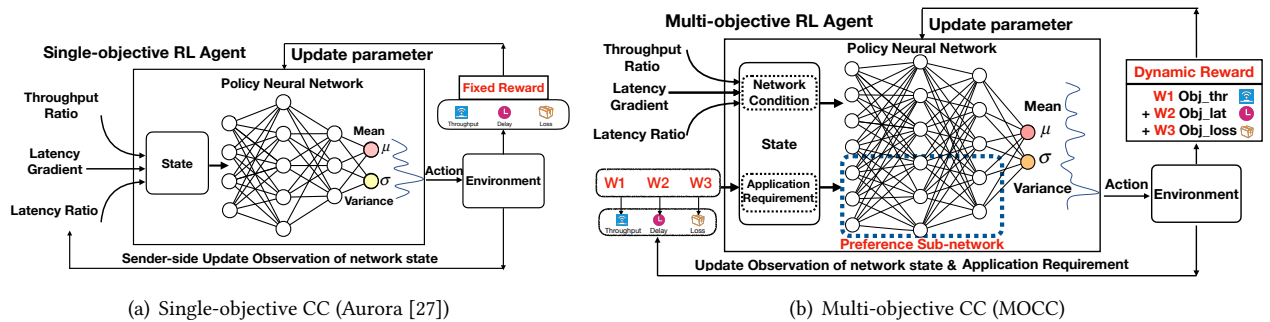 Single-objective RL Agent
Update parameter
Policy Neural Network
Fixed Reward
Throughput
Delay
Loss
Throughput
Ratio
Latency
Gradient
Latency Ratio
State
Mean
μ
σ
Variance
Action
Environment
Sender-side Update Observation of network state
(a) Single-objective CC (Aurora [27])
Multi-objective RL Agent
Update parameter
Policy Neural Network
Throughput
Ratio
Latency
Gradient
Latency Ratio
Network
Condition
State
Application
Requirement
W1 W2 W3
Throughput
Delay
Loss
Preference Sub-network
Mean
μ
σ
Variance
Action
Environment
Dynamic Reward
W1 Obj_thr
+ W2 Obj_lat
+ W3 Obj_loss
Update Observation of network state & Application Requirement
(b) Multi-objective CC (MOCC)